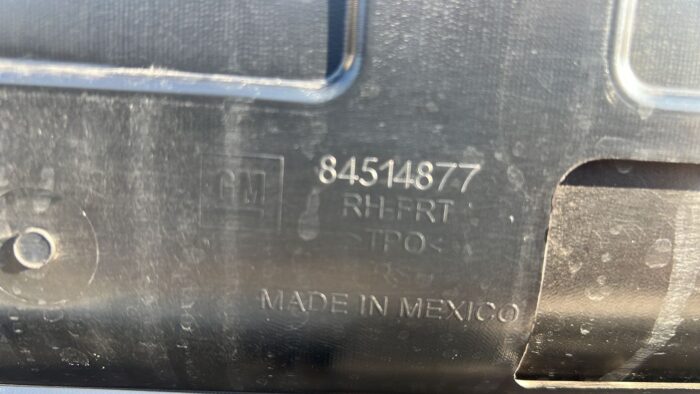 GM
84514877
RH-FRT
>TPO<
MADE IN MEXICO